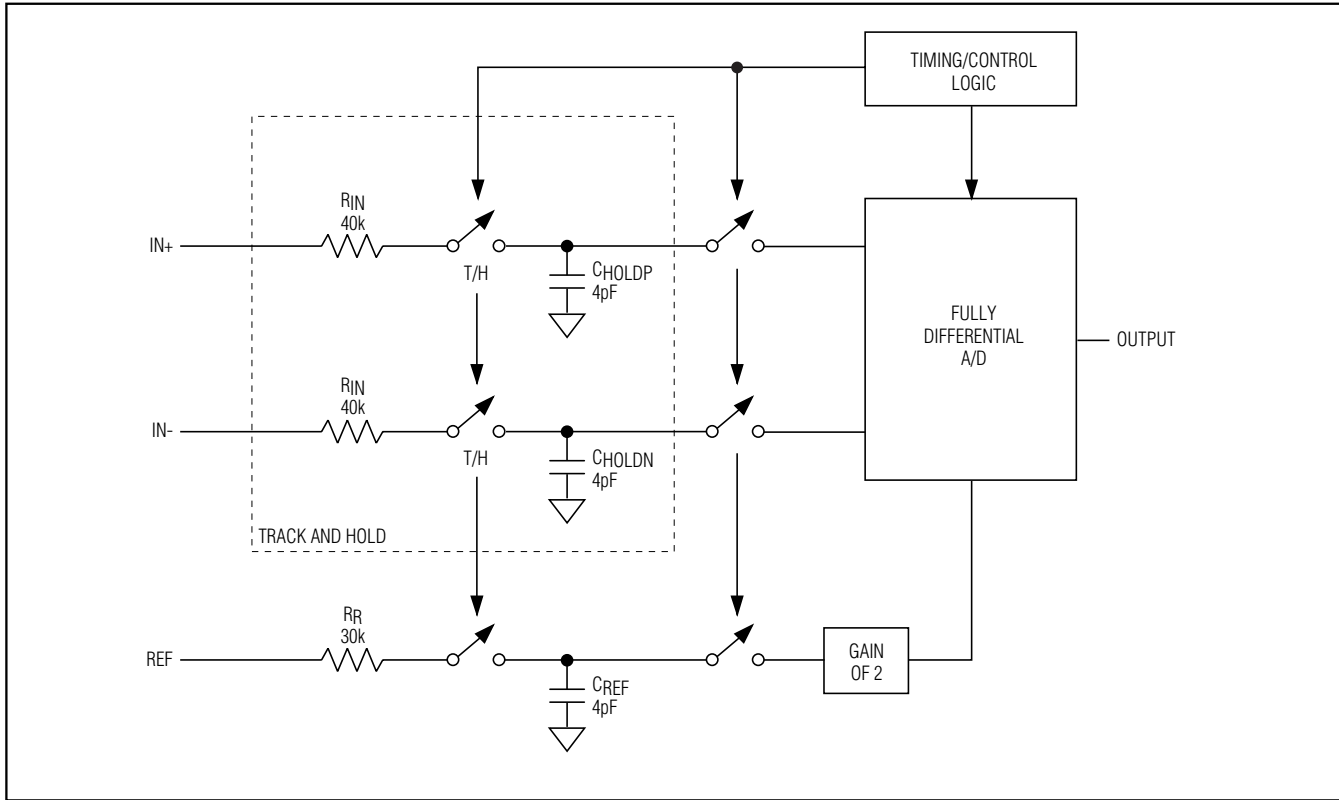 TIMING/CONTROL
LOGIC
RIN
40k
IN+
T/H
CHOLDP
4pF
FULLY
DIFFERENTIAL
A/D
OUTPUT
RIN
40k
IN-
T/H
CHOLDN
4pF
TRACK AND HOLD
RR
30k
REF
CREF
4pF
GAIN
OF 2